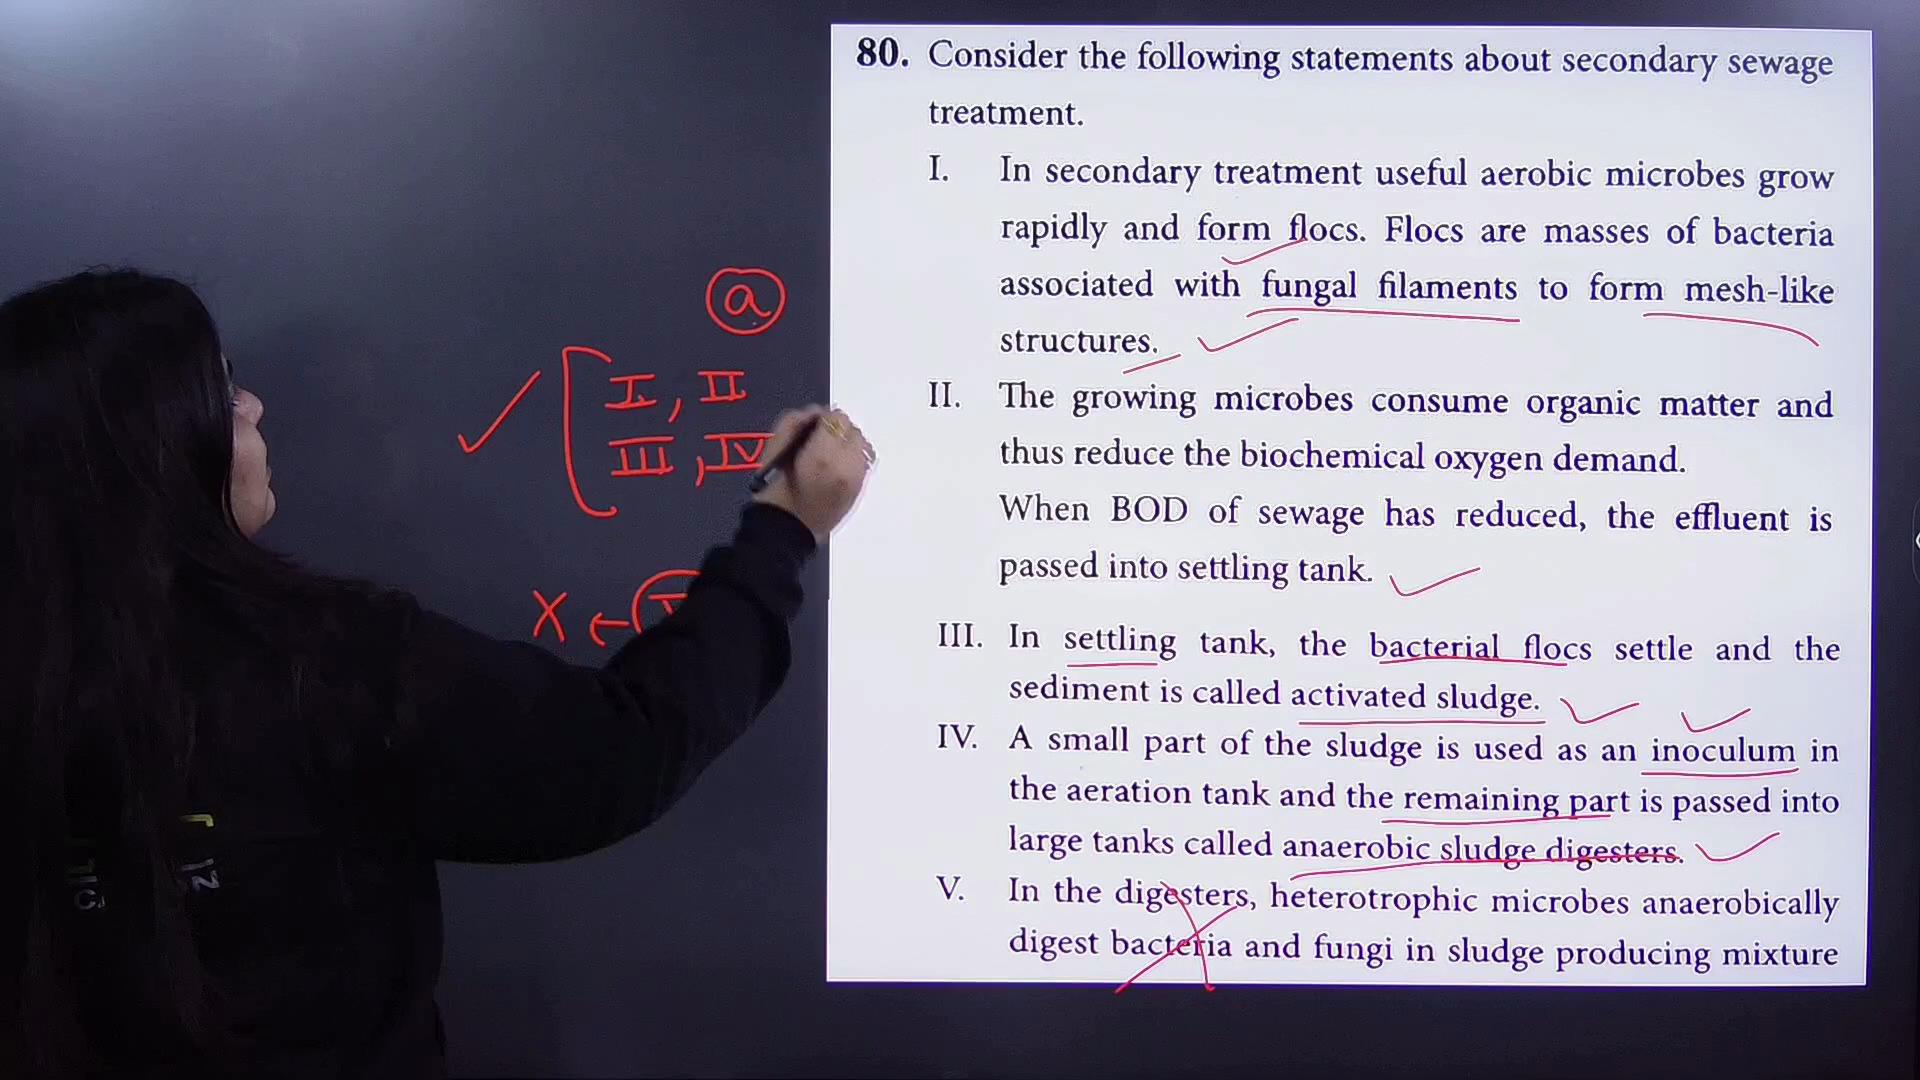 80. Consider the following statements about secondary sewage
treatment.
I. In secondary treatment useful aerobic microbes grow
rapidly and form flocs. Flocs are masses of bacteria
associated with fungal filaments to form mesh-like
structures.
II. The growing microbes consume organic matter and
thus reduce the biochemical oxygen demand.
When BOD of sewage has reduced, the effluent is
passed into settling tank.
III. In settling tank, the bacterial flocs settle and the
sediment is called activated sludge.
IV. A small part of the sludge is used as an inoculum in
the aeration tank and the remaining part is passed into
large tanks called anaerobic sludge digesters.
V. In the digesters, heterotrophic microbes anaerobically
digest bacteria and fungi in sludge producing mixture
a
I, II
III, IV
X ←